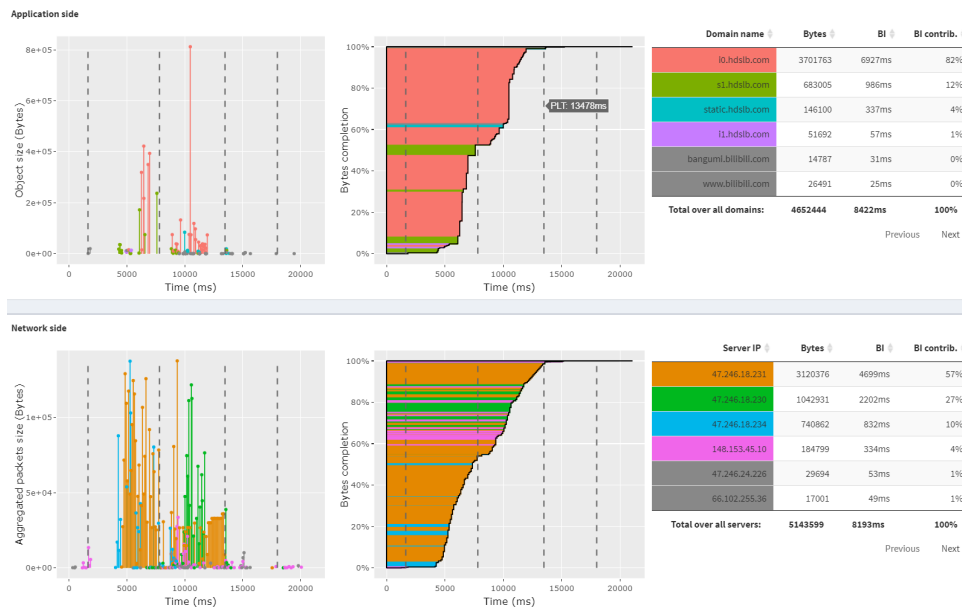 Application side
8e+05
6e+05
4e+05
2e+05
0e+00
Object size (Bytes)
0 5000 10000 15000 20000
Time (ms)
100%
80%
60%
40%
20%
0%
Bytes completion
PLT: 13478ms
0 5000 10000 15000 20000
Time (ms)
Domain name Bytes BI BI contrib.
i0.hdslb.com 3701763 6927ms 82%
s1.hdslb.com 683005 986ms 12%
static.hdslb.com 146100 337ms 4%
i1.hdslb.com 51692 57ms 1%
bangumi.bilibili.com 14787 31ms 0%
www.bilibili.com 26491 25ms 0%
Total over all domains: 4652444 8422ms 100%
Previous Next
Network side
1e+05
5e+04
0e+00
Aggregated packets size (Bytes)
0 5000 10000 15000 20000
Time (ms)
100%
80%
60%
40%
20%
0%
Bytes completion
0 5000 10000 15000 20000
Time (ms)
Server IP Bytes BI BI contrib.
47.246.18.231 3120376 4699ms 57%
47.246.18.230 1042931 2202ms 27%
47.246.18.234 740862 832ms 10%
148.153.45.10 184799 334ms 4%
47.246.24.226 29694 53ms 1%
66.102.255.36 17001 49ms 1%
Total over all servers: 5143599 8193ms 100%
Previous Next